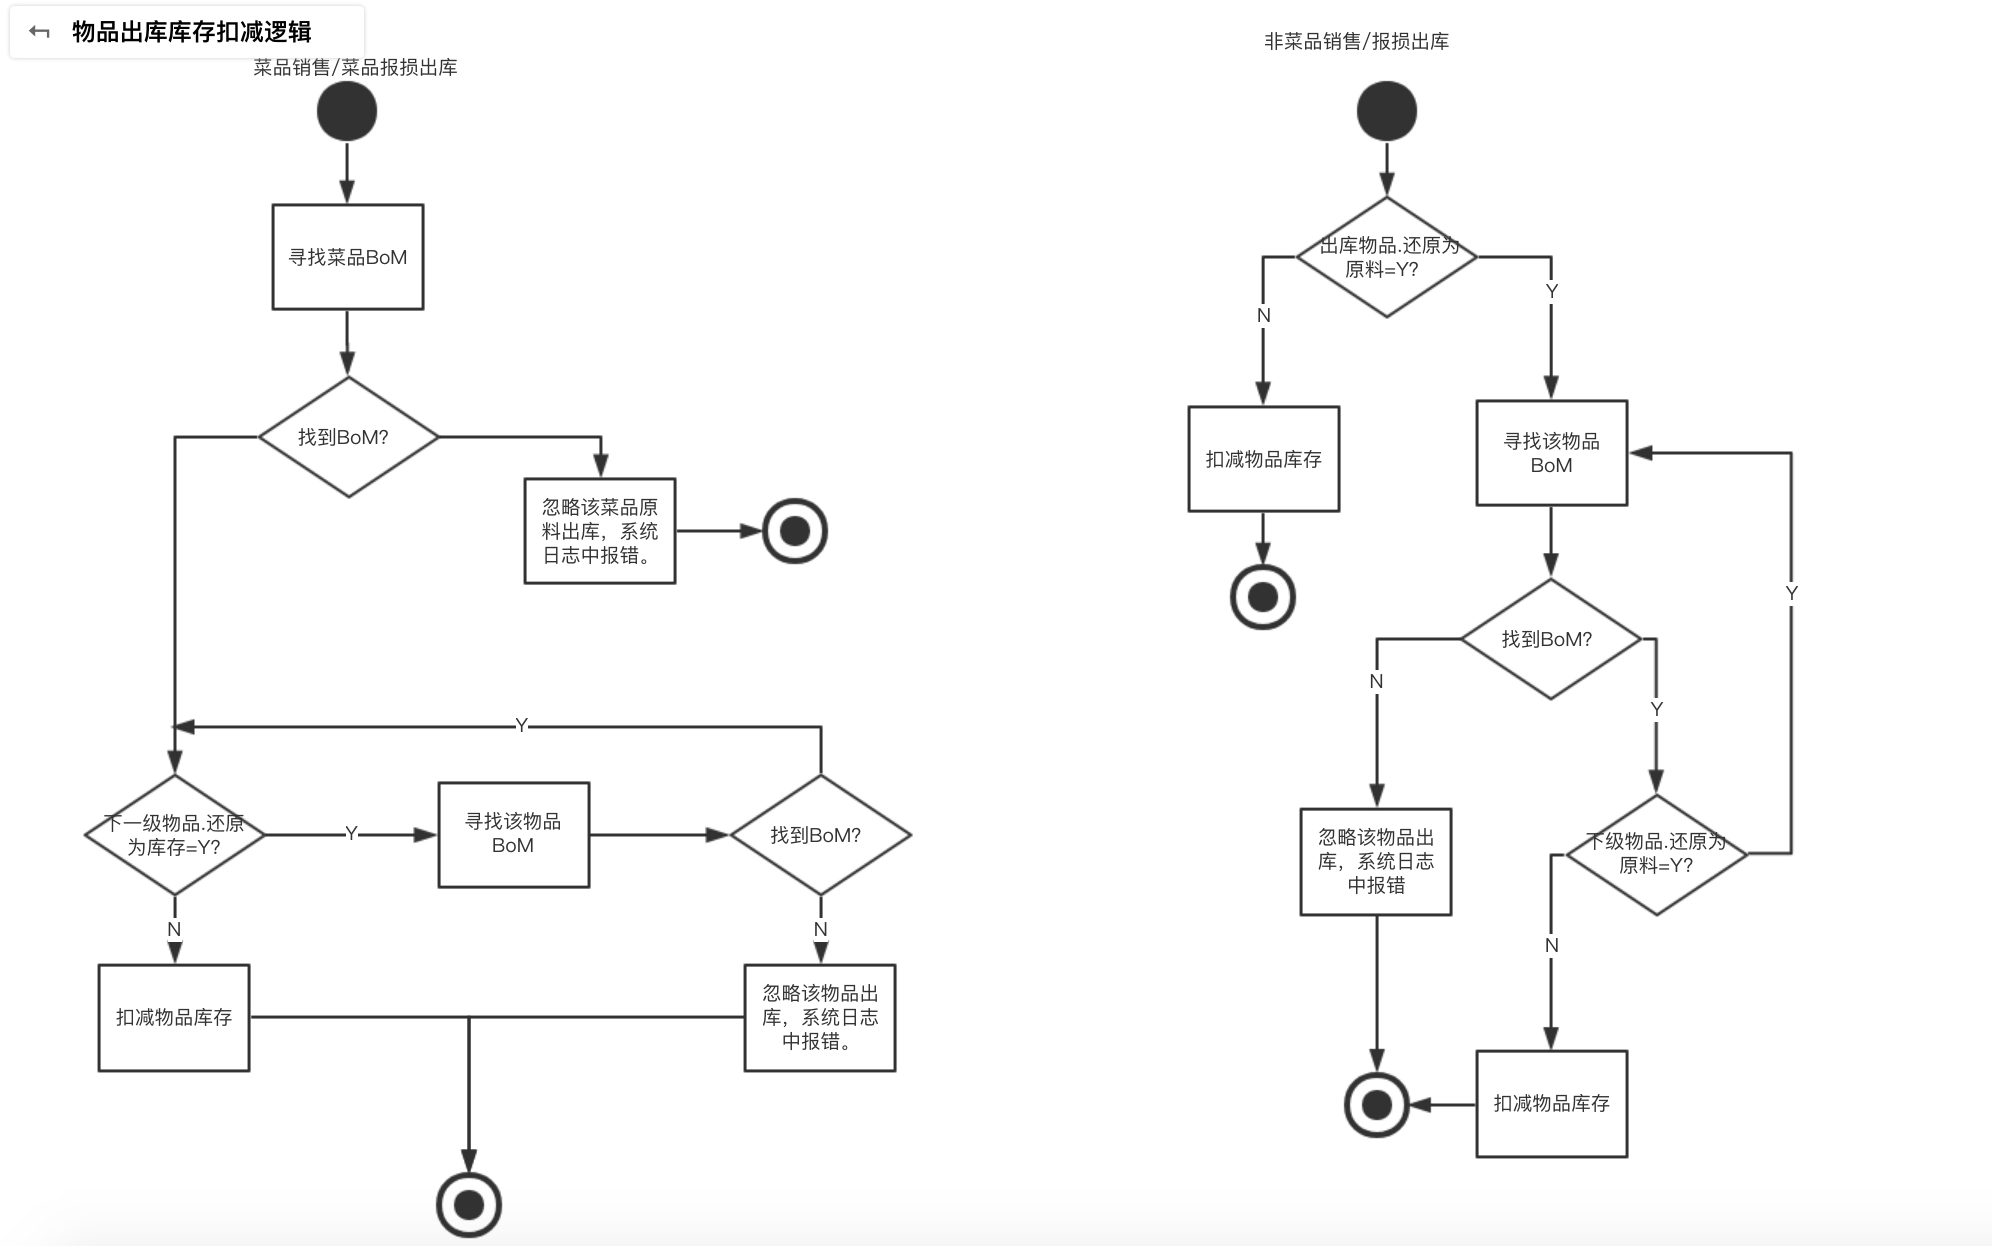 物品出库库存扣减逻辑
菜品销售/菜品报损出库
寻找菜品BoM
找到BoM?
忽略该菜品原
料出库，系统
日志中报错。
Y
下一级物品.还原
为库存=Y?
Y
寻找该物品
BoM
找到BoM?
N
N
扣减物品库存
忽略该物品出
库，系统日志
中报错。
非菜品销售/报损出库
出库物品.还原为
原料=Y?
N
Y
扣减物品库存
寻找该物品
BoM
Y
找到BoM?
N
Y
忽略该物品出
库，系统日志
中报错
下级物品.还原为
原料=Y?
N
扣减物品库存